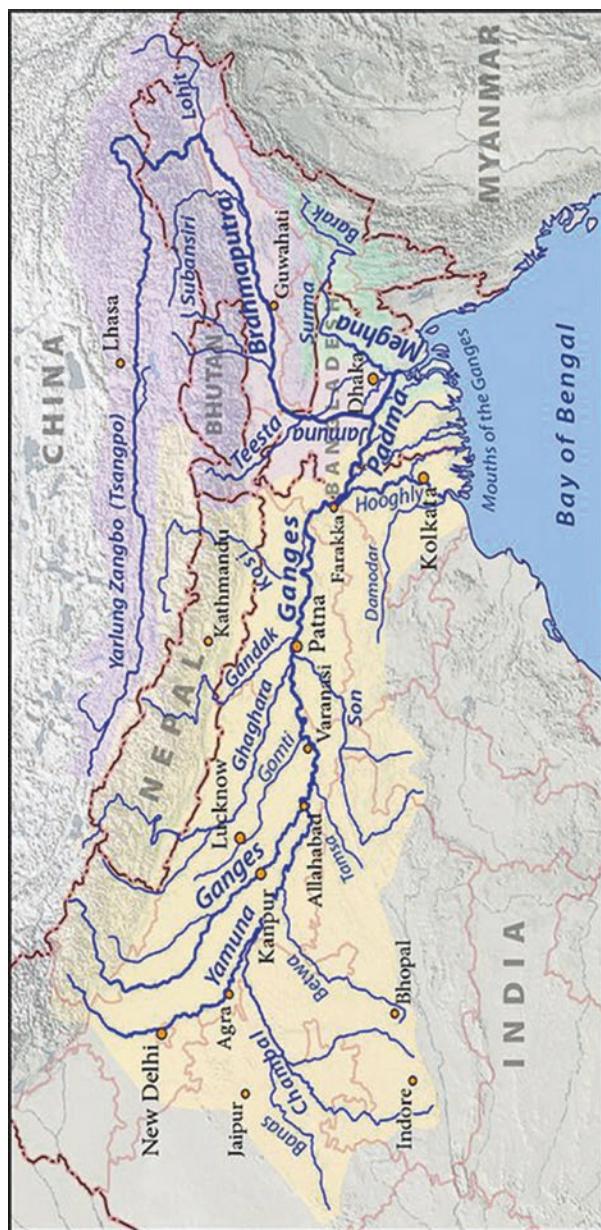 CHINA
Lhasa
Yarlung Zangbo (Tsangpo)
Lohit
Subansiri
NEPAL
BHUTAN
Brahmaputra
Kathmandu
Teesta
Guwahati
New Delhi
Ganges
Lucknow
Ghaghara
Gandak
Kosi
Yamuna
Gomti
Agra
Jaipur
Kanpur
Ganges
Jamuna
BANGLADESH
Surma
Barak
Patna
Varanasi
Allahabad
Farakka
Padma
Dhaka
Meghna
Banas
Chambal
Betwa
Tamsa
Son
Damodar
Hooghly
Kolkata
Bhopal
Indore
Mouths of the Ganges
MYANMAR
INDIA
Bay of Bengal